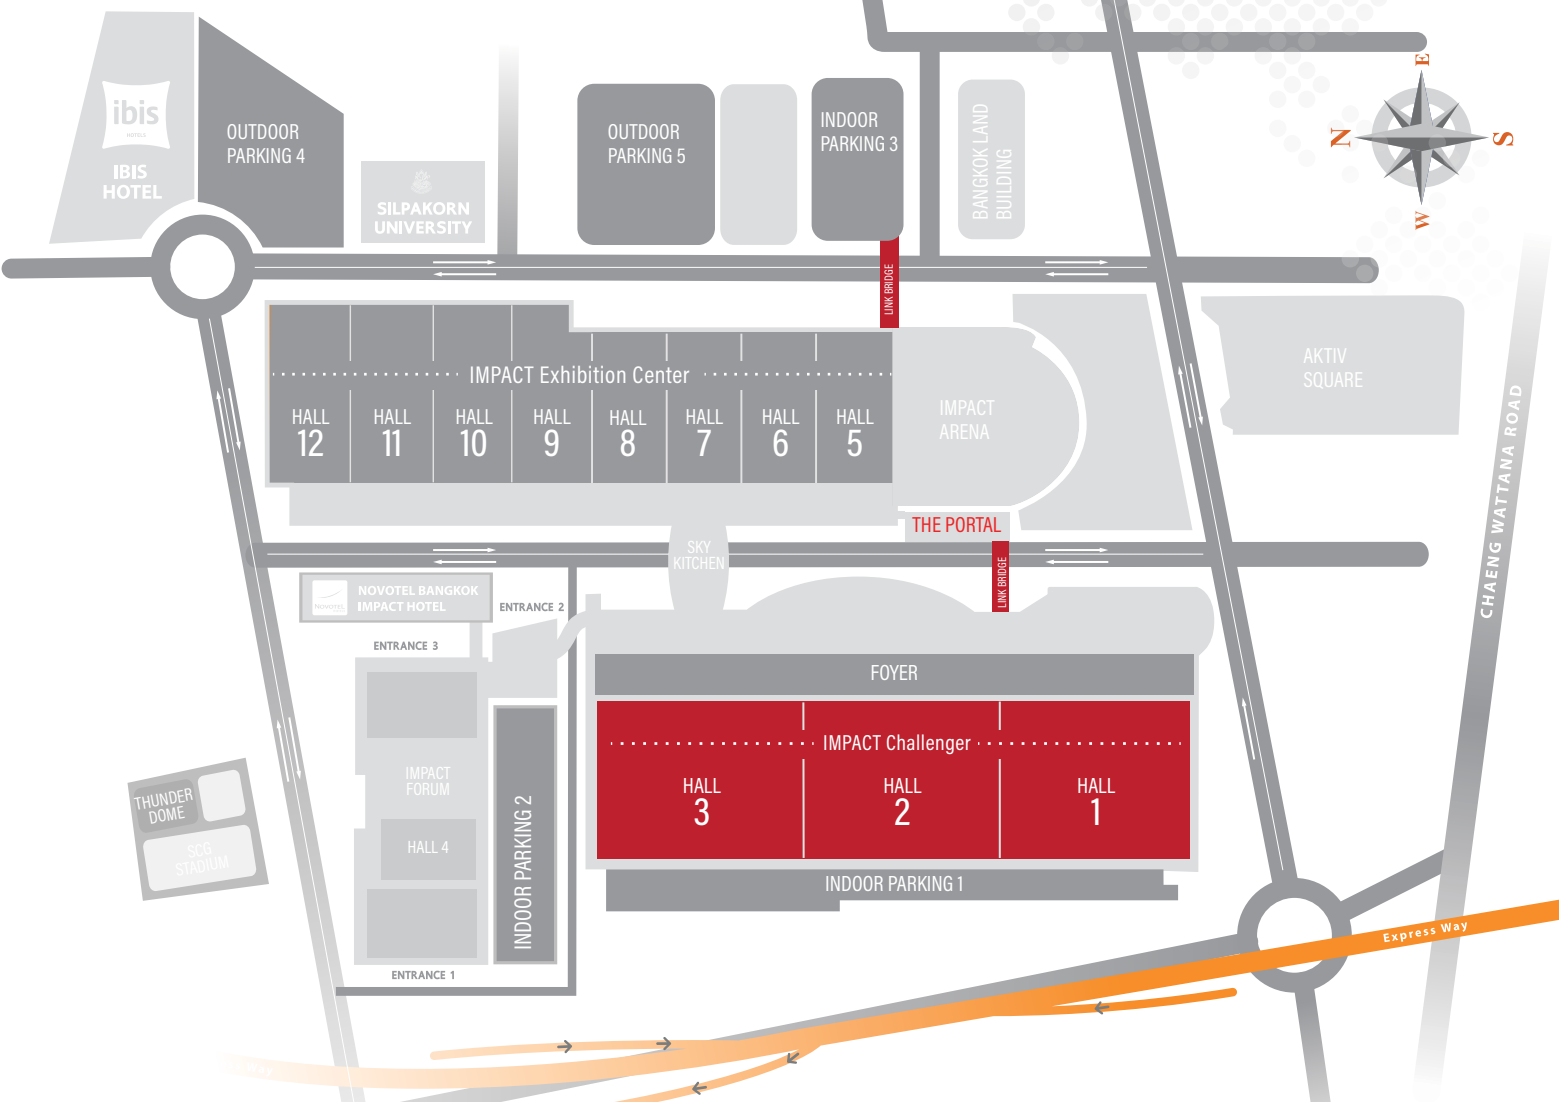 ibis
HOTELS
IBIS
HOTEL
OUTDOOR
PARKING 4
SILPAKORN
UNIVERSITY
OUTDOOR
PARKING 5
INDOOR
PARKING 3
BANGKOK LAND
BUILDING
E
N
S
W
LINK BRIDGE
IMPACT Exhibition Center
HALL
12
HALL
11
HALL
10
HALL
9
HALL
8
HALL
7
HALL
6
HALL
5
IMPACT
ARENA
AKTIV
SQUARE
CHAENG WATTANA ROAD
THE PORTAL
SKY
KITCHEN
LINK BRIDGE
NOVOTEL
NOVOTEL BANGKOK
IMPACT HOTEL
ENTRANCE 2
ENTRANCE 3
FOYER
IMPACT Challenger
HALL
3
HALL
2
HALL
1
IMPACT
FORUM
HALL 4
INDOOR PARKING 2
THUNDER
DOME
SCG
STADIUM
INDOOR PARKING 1
ENTRANCE 1
Express Way
Way